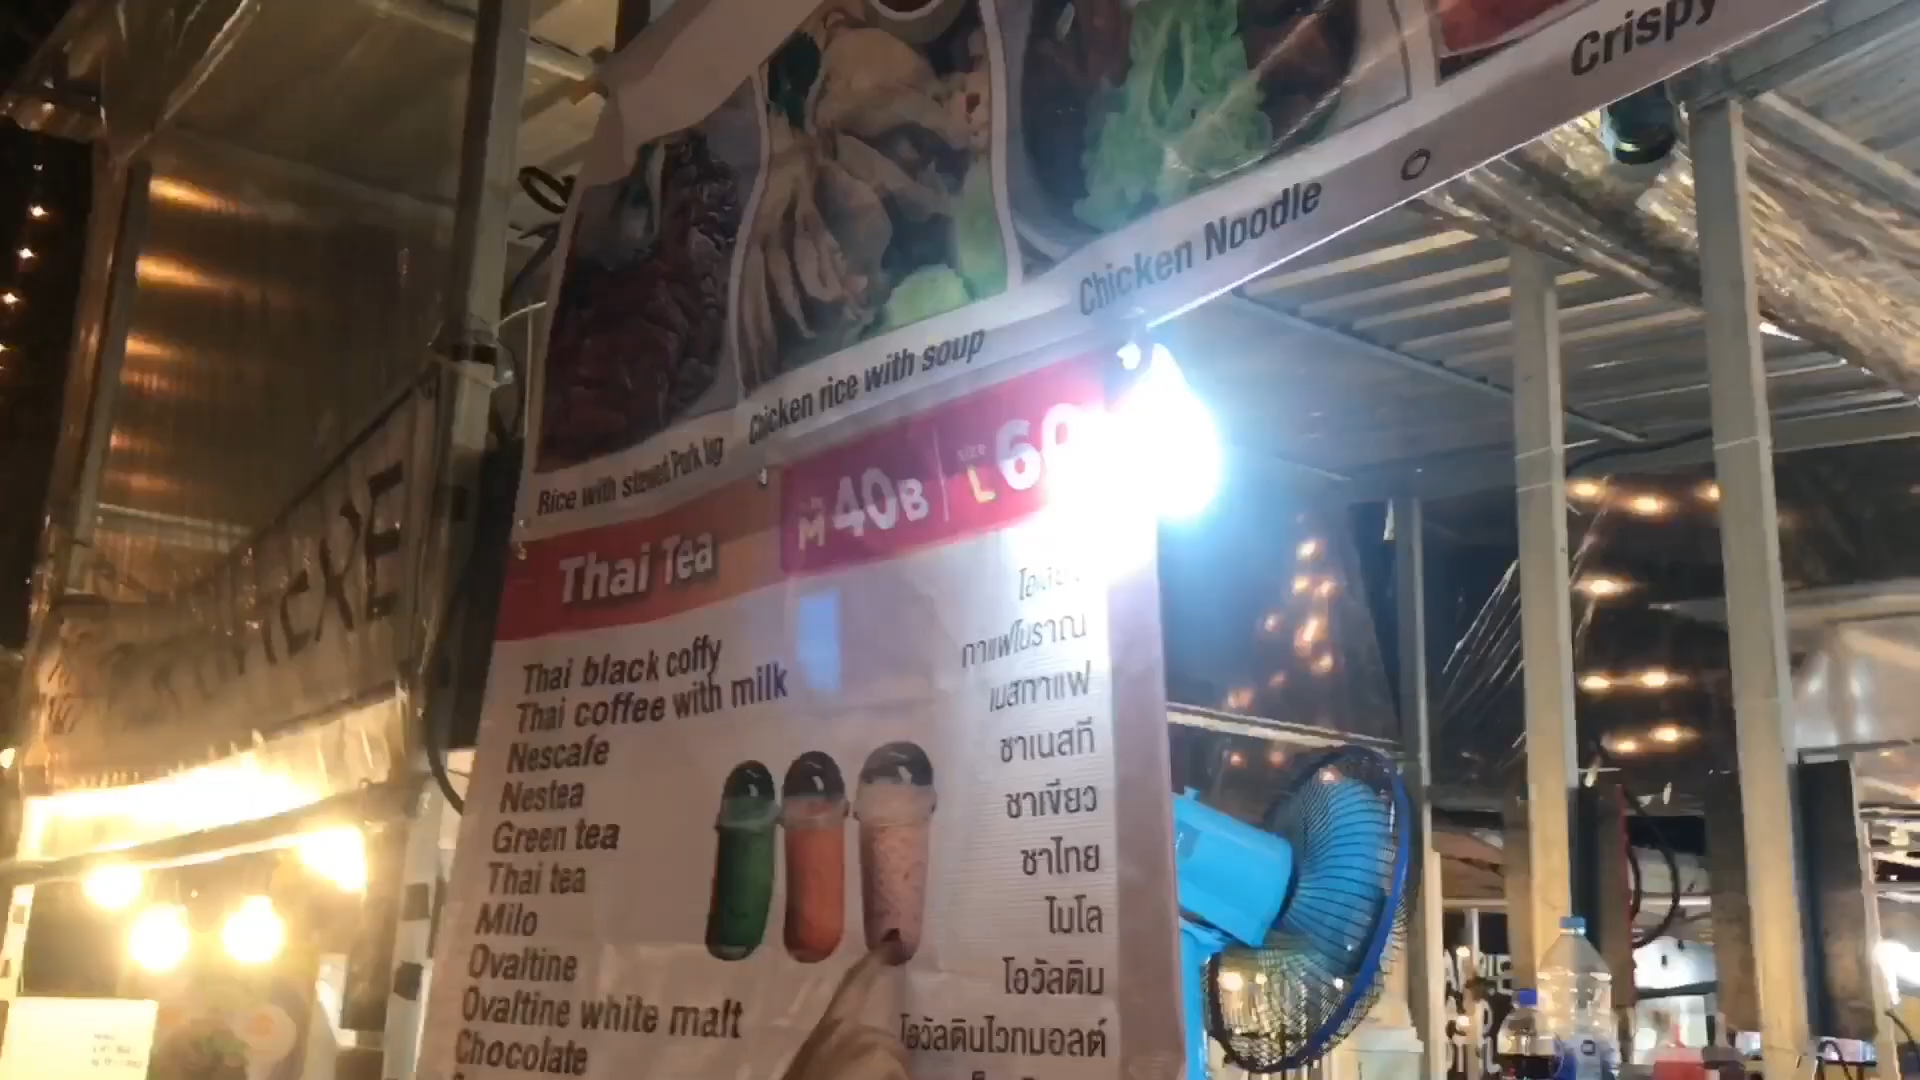 Crispy
Chicken Noodle
Chicken rice with soup
Rice with stewed Pork leg
Thai Tea
M 40B
size L 60
Thai black coffy
Thai coffee with milk
Nescafe
Nestea
Green tea
Thai tea
Milo
Ovaltine
Ovaltine white malt
Chocolate
กาแฟโบราณ
เนสกาแฟ
ชาเนสที
ชาเขียว
ชาไทย
ไมโล
โอวัลติน
โอวัลตินไวทมอลต์